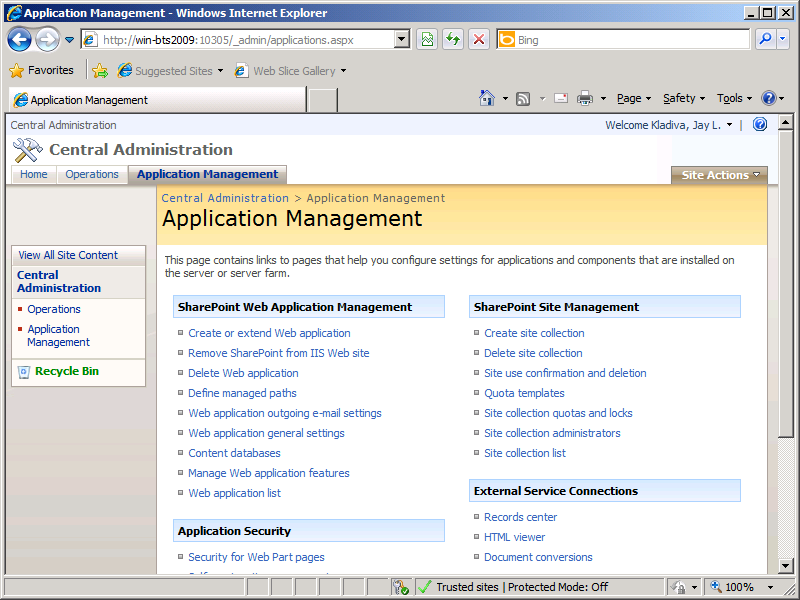 Application Management - Windows Internet Explorer
http://win-bts2009:10305/_admin/applications.aspx
Bing
Favorites
Suggested Sites
Web Slice Gallery
Application Management
Page
Safety
Tools
Central Administration
Welcome Kladiva, Jay L.
Central Administration
Home
Operations
Application Management
Site Actions
Central Administration > Application Management
Application Management
View All Site Content
Central
Administration
Operations
Application
Management
Recycle Bin
This page contains links to pages that help you configure settings for applications and components that are installed on
the server or server farm.
SharePoint Web Application Management
Create or extend Web application
Remove SharePoint from IIS Web site
Delete Web application
Define managed paths
Web application outgoing e-mail settings
Web application general settings
Content databases
Manage Web application features
Web application list
Application Security
Security for Web Part pages
SharePoint Site Management
Create site collection
Delete site collection
Site use confirmation and deletion
Quota templates
Site collection quotas and locks
Site collection administrators
Site collection list
External Service Connections
Records center
HTML viewer
Document conversions
Trusted sites | Protected Mode: Off
100%